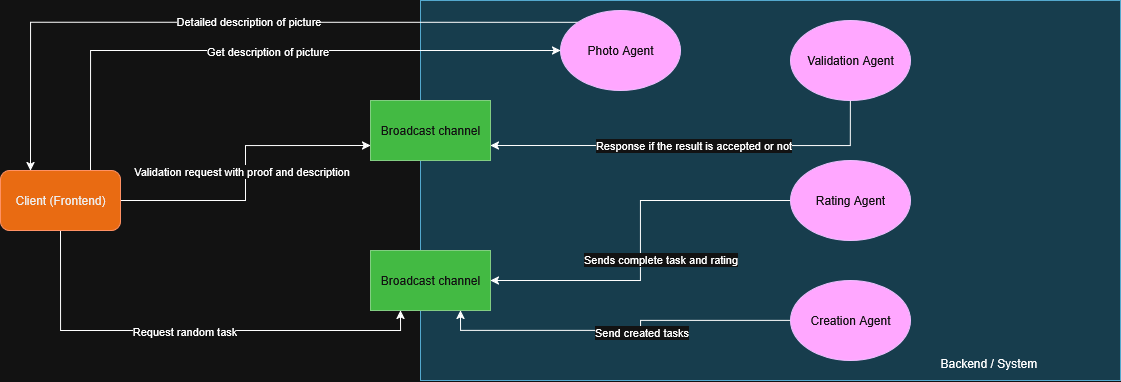 Detailed description of picture
Get description of picture
Photo Agent
Validation Agent
Broadcast channel
Response if the result is accepted or not
Validation request with proof and description
Client (Frontend)
Rating Agent
Sends complete task and rating
Broadcast channel
Request random task
Send created tasks
Creation Agent
Backend / System